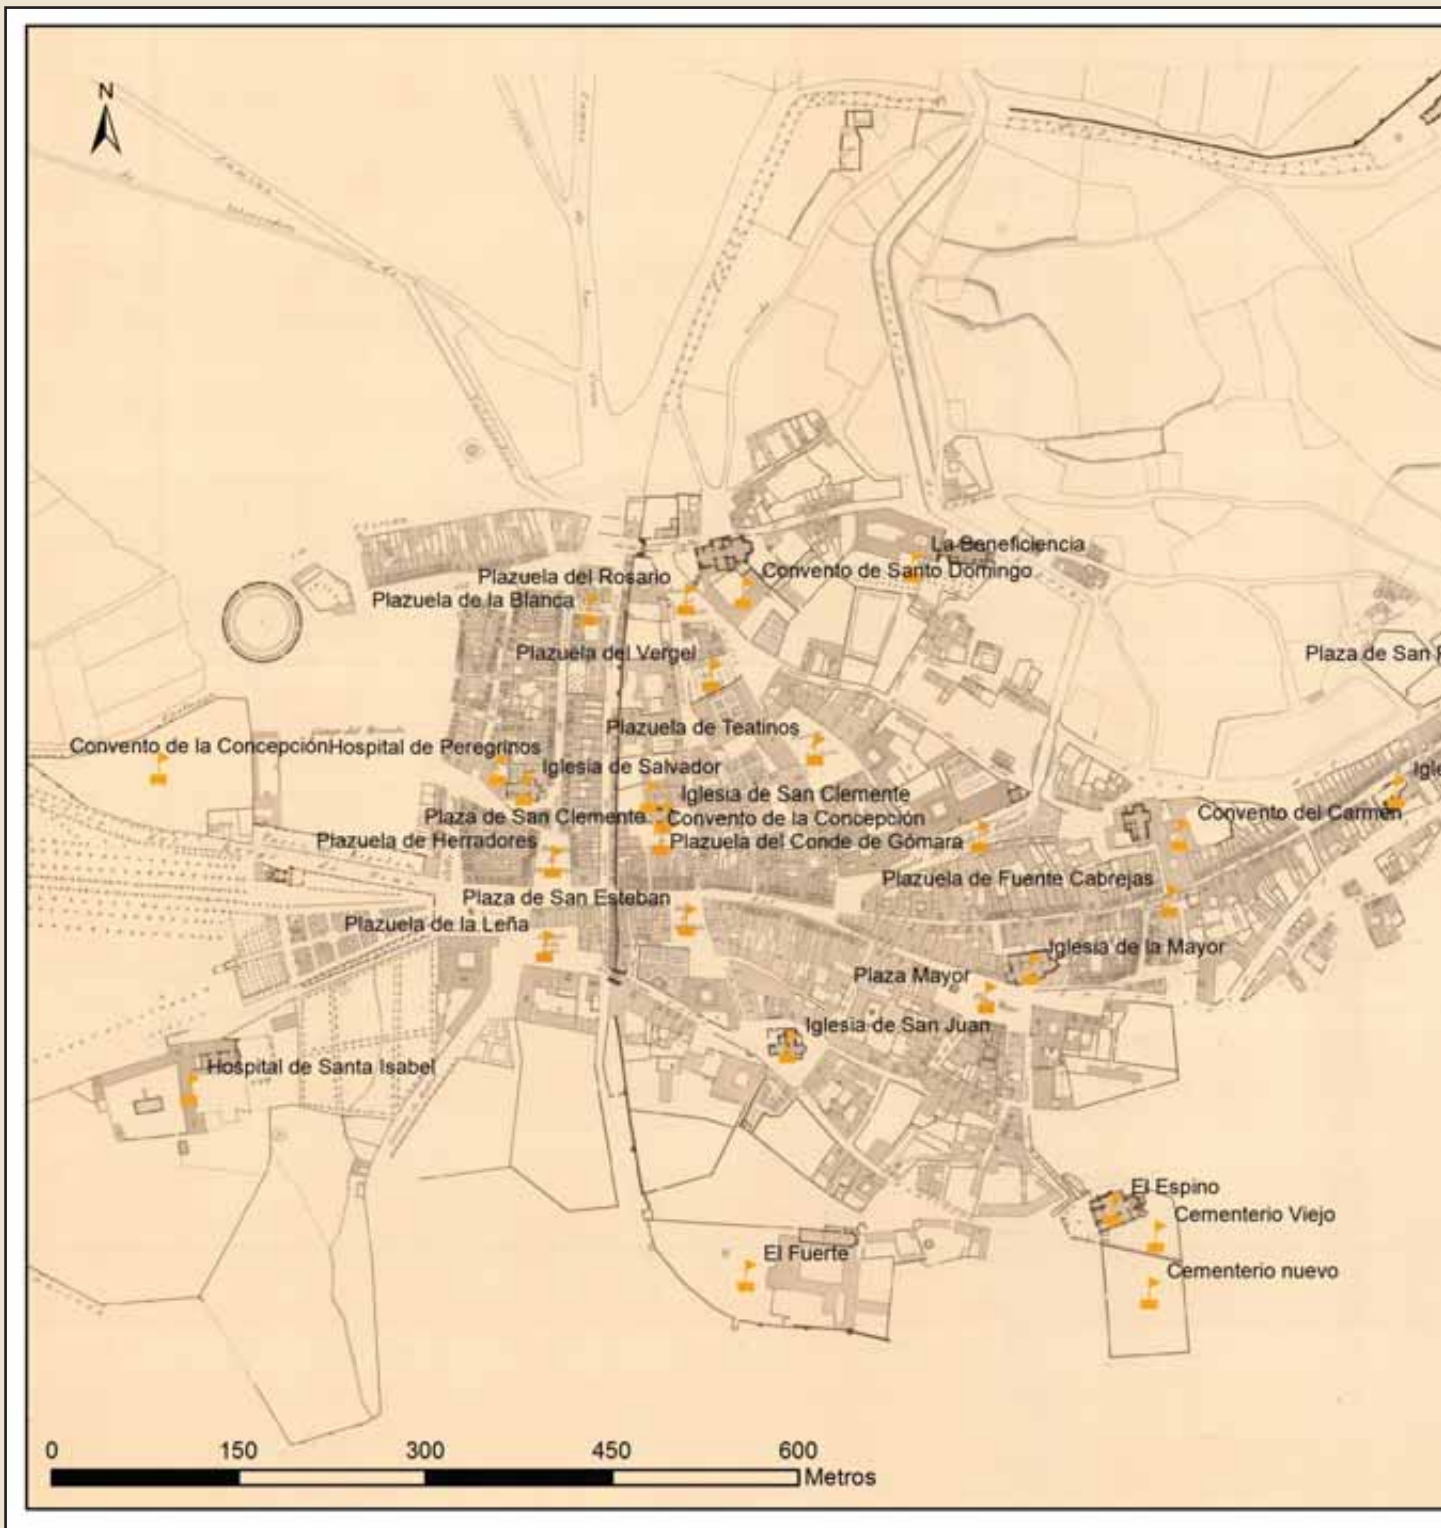 N
La Beneficiencia
Convento de Santo Domingo
Plazuela del Rosario
Plazuela de la Blanca
Plazuela del Vergel
Plaza de San
Plazuela de Teatinos
Convento de la Concepción
Hospital de Peregrinos
Iglesia de Salvador
Iglesia de San Clemente
Plaza de San Clemente
Convento de la Concepción
Convento del Carmen
Plazuela de Herradores
Plazuela del Conde de Gómara
Plazuela de Fuente Cabrejas
Plaza de San Esteban
Plazuela de la Leña
Iglesia de la Mayor
Plaza Mayor
Iglesia de San Juan
Hospital de Santa Isabel
El Espino
Cementerio Viejo
El Fuerte
Cementerio nuevo
0 150 300 450 600
Metros